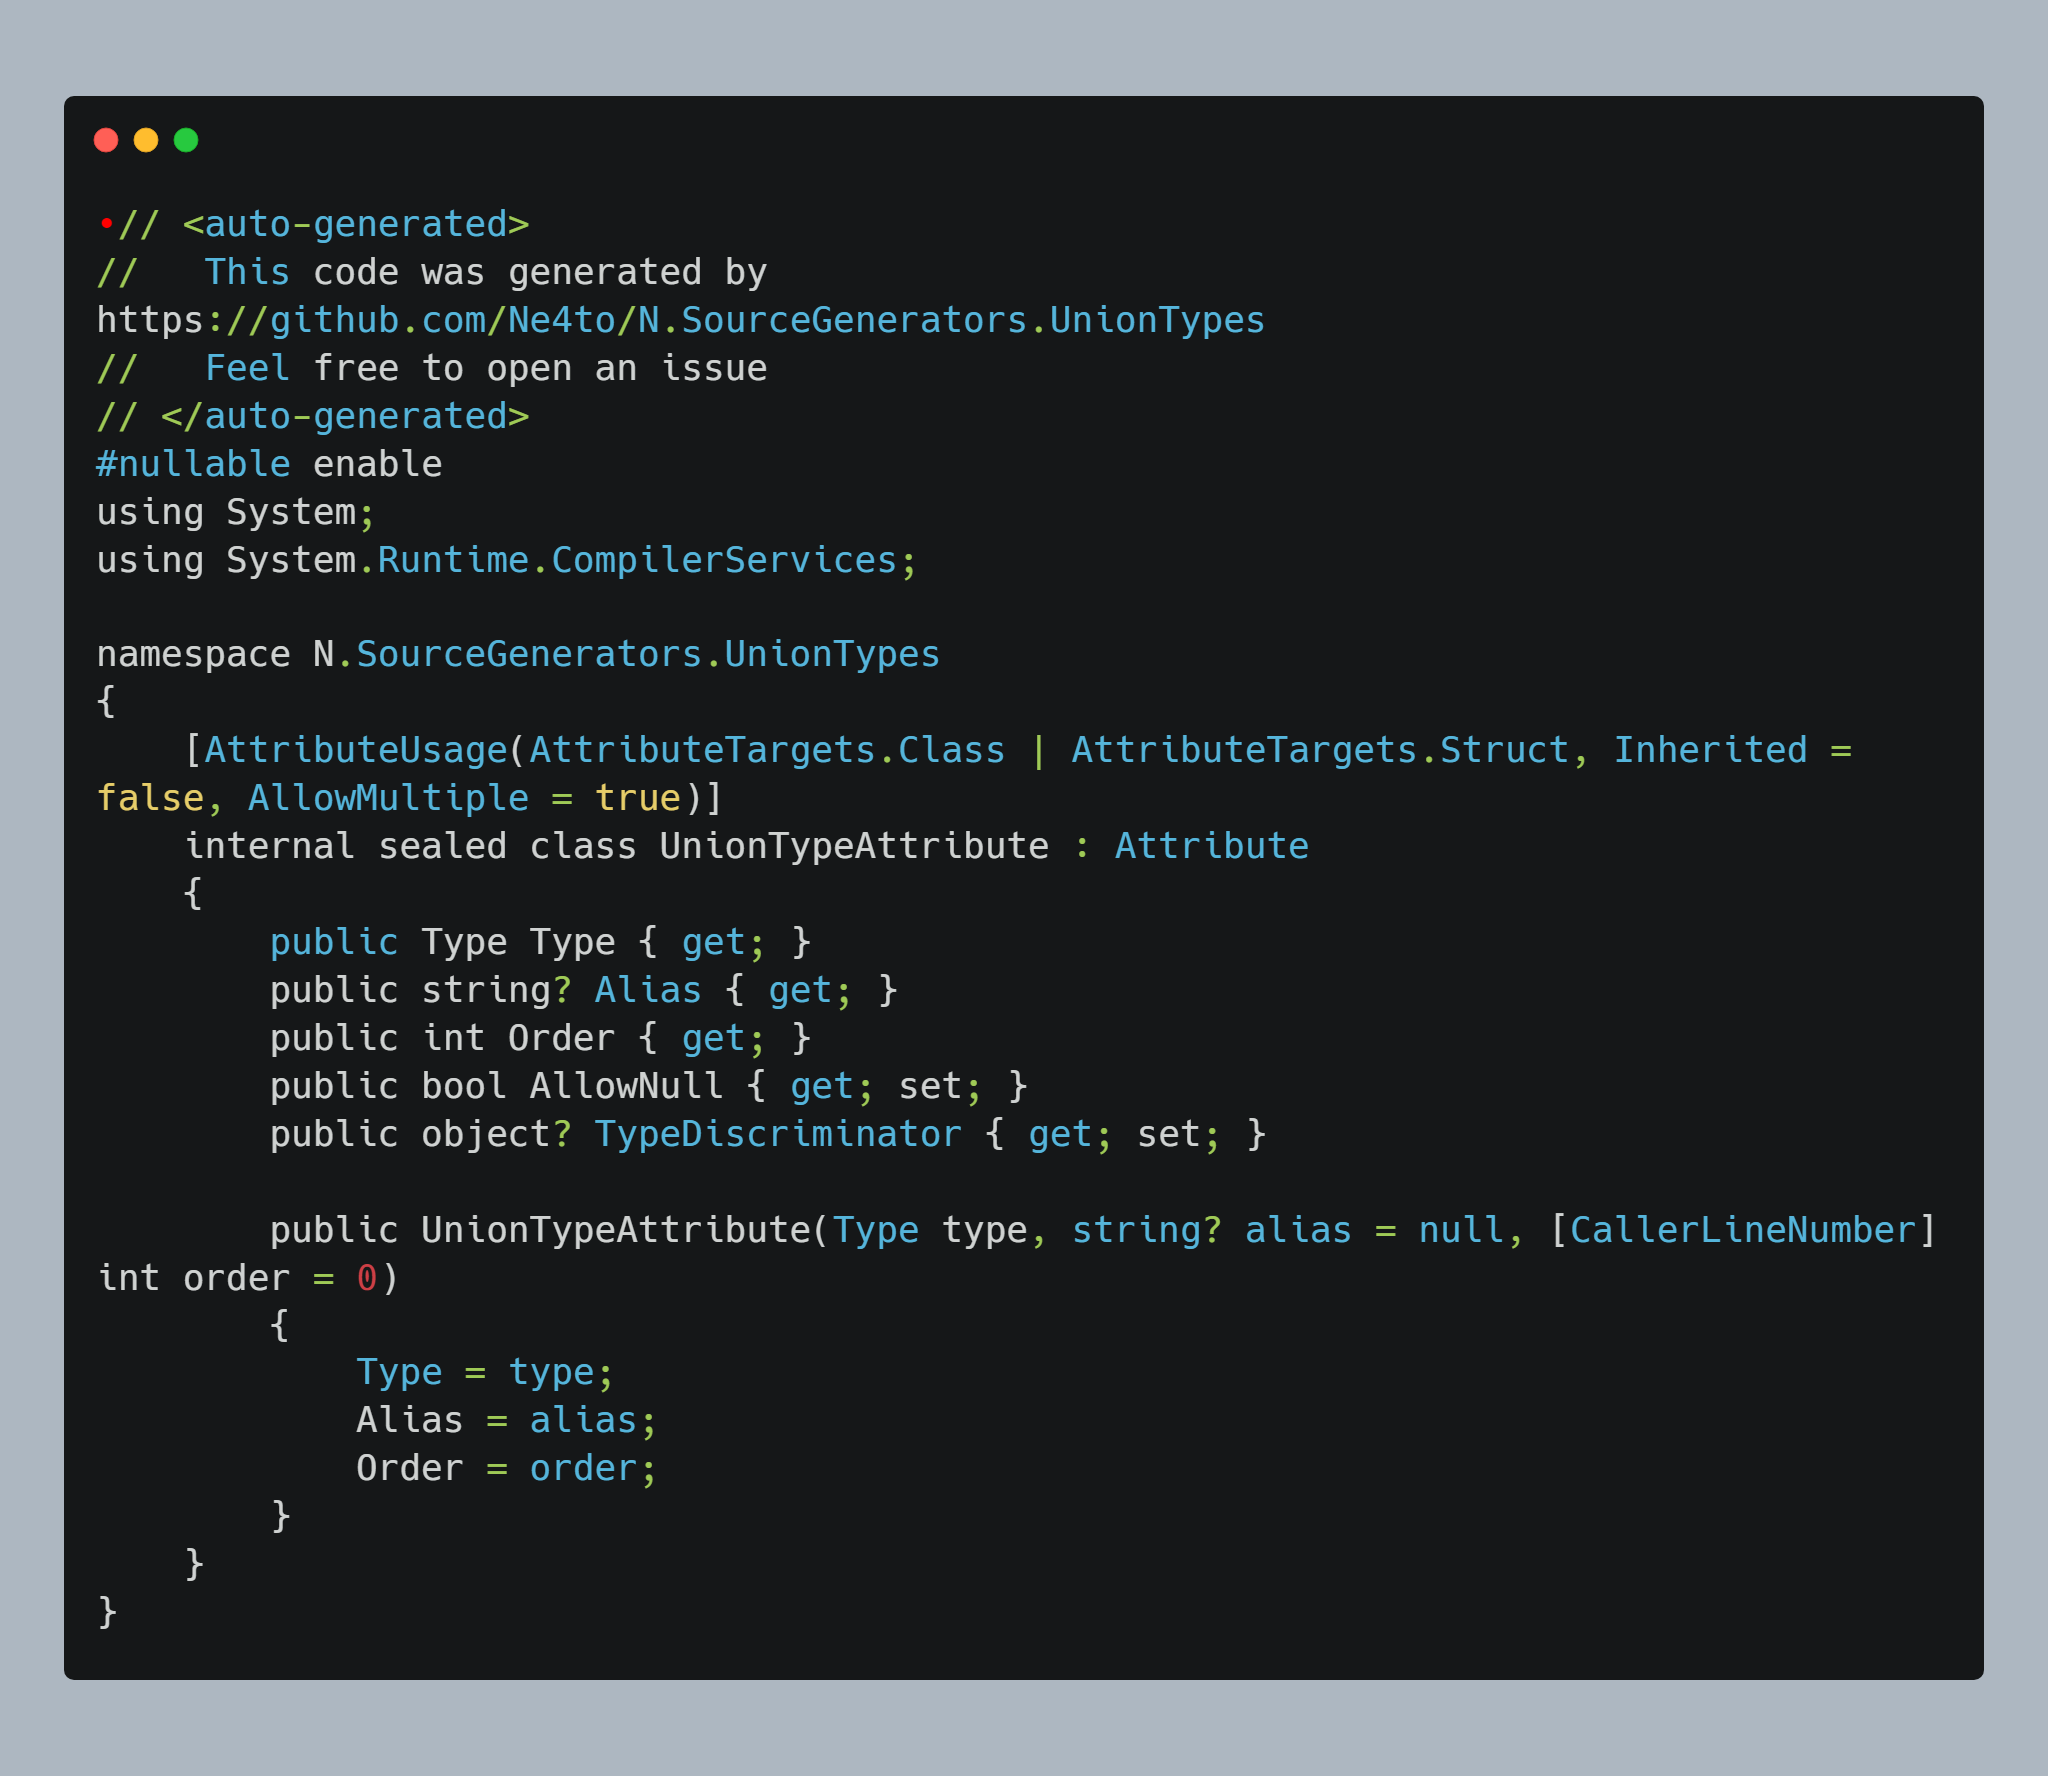 •// <auto-generated>
//   This code was generated by
https://github.com/Ne4to/N.SourceGenerators.UnionTypes
//   Feel free to open an issue
// </auto-generated>
#nullable enable
using System;
using System.Runtime.CompilerServices;

namespace N.SourceGenerators.UnionTypes
{
    [AttributeUsage(AttributeTargets.Class | AttributeTargets.Struct, Inherited =
false, AllowMultiple = true)]
    internal sealed class UnionTypeAttribute : Attribute
    {
        public Type Type { get; }
        public string? Alias { get; }
        public int Order { get; }
        public bool AllowNull { get; set; }
        public object? TypeDiscriminator { get; set; }

        public UnionTypeAttribute(Type type, string? alias = null, [CallerLineNumber]
int order = 0)
        {
            Type = type;
            Alias = alias;
            Order = order;
        }
    }
}